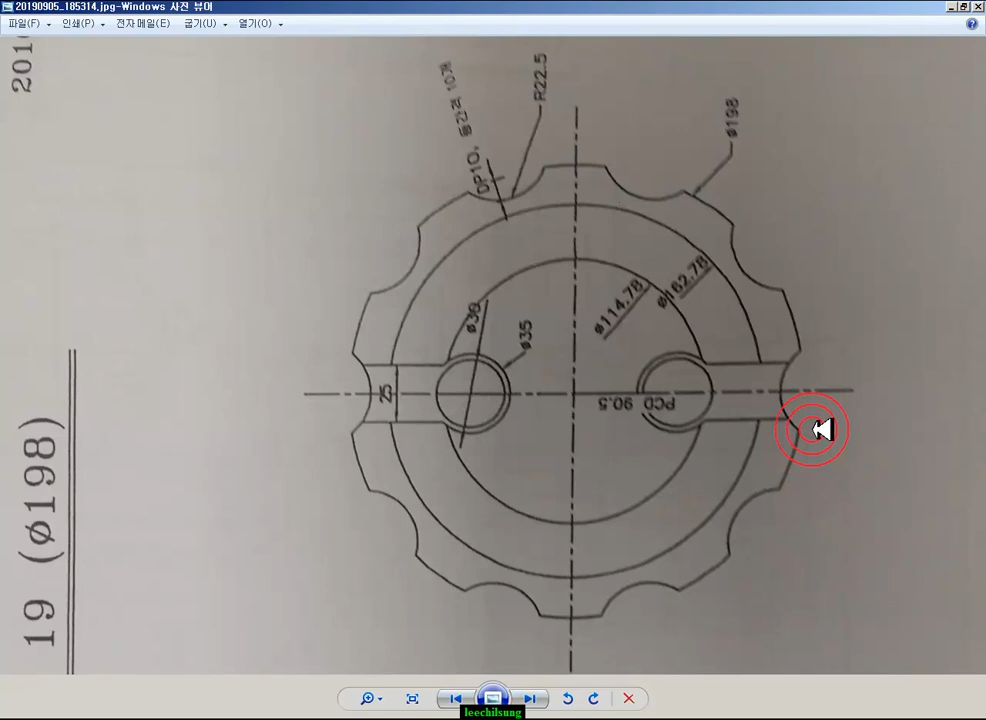 20190905_185314.jpg-Windows 사진 뷰어
파일(F) 인쇄(P) 전자 메일(E) 굽기(U) 열기(O)
201
DP10, 등간격 10개
R22.5
ø198
ø114.78
ø162.78
ø30
ø35
25
PCD 90.5
19 (ø198)
leechilsung